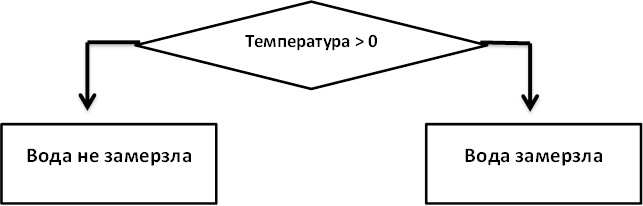 Температура > 0
Вода не замерзла
Вода замерзла